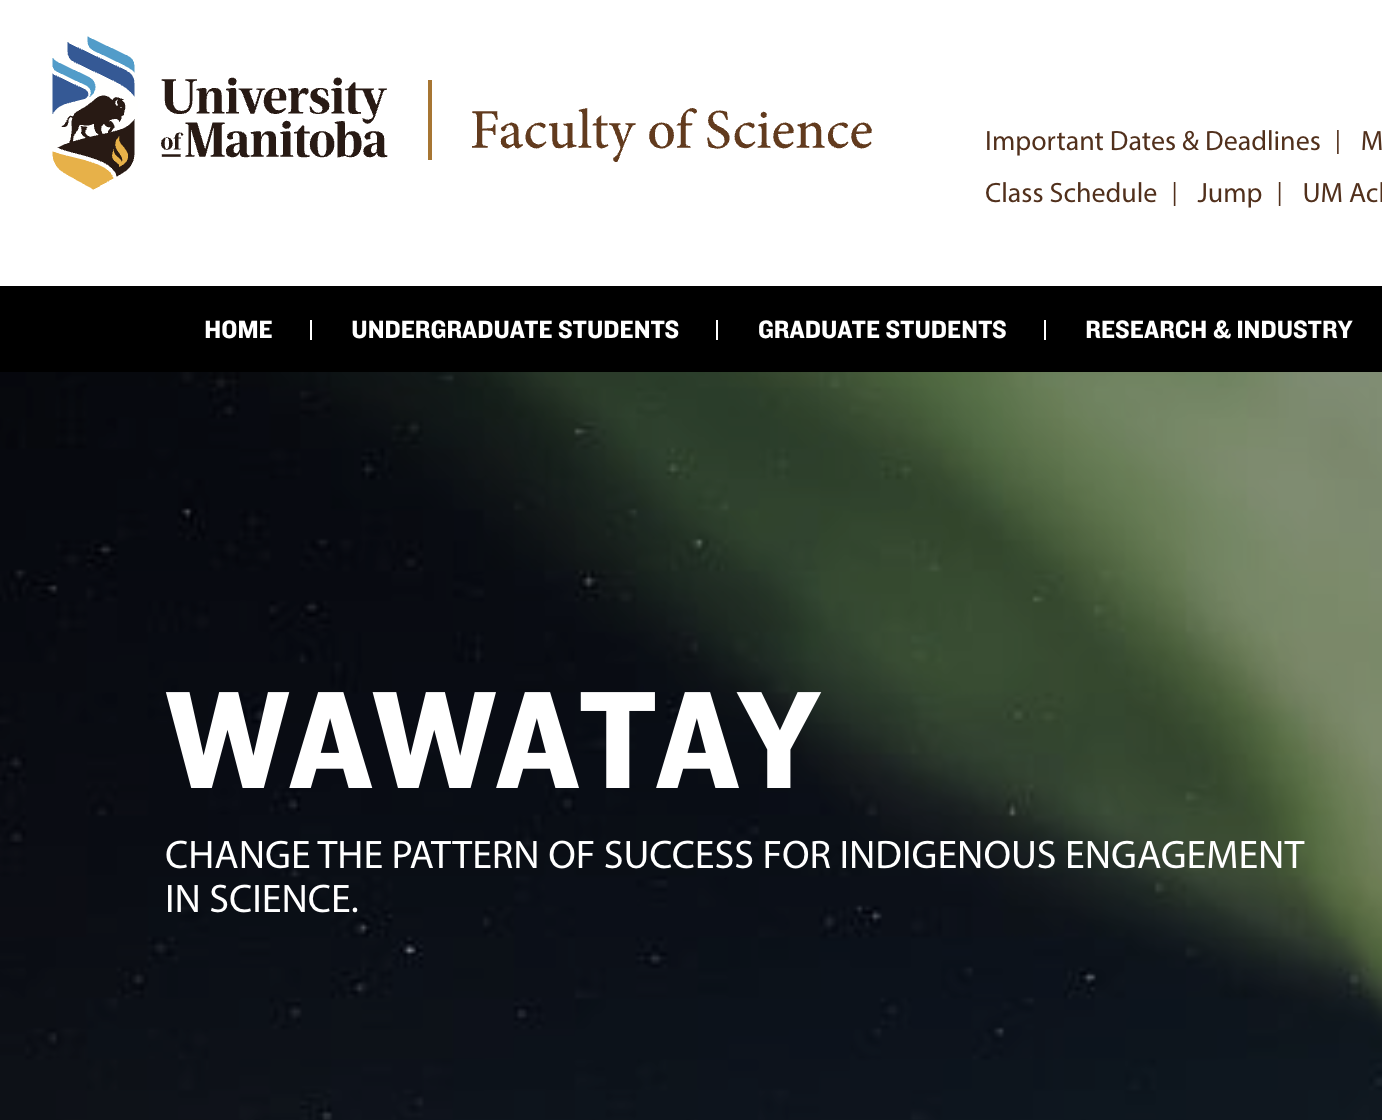 University
of Manitoba
Faculty of Science
Important Dates & Deadlines |
Class Schedule | Jump | UM
HOME | UNDERGRADUATE STUDENTS | GRADUATE STUDENTS | RESEARCH & INDUSTRY
WAWATAY
CHANGE THE PATTERN OF SUCCESS FOR INDIGENOUS ENGAGEMENT
IN SCIENCE.